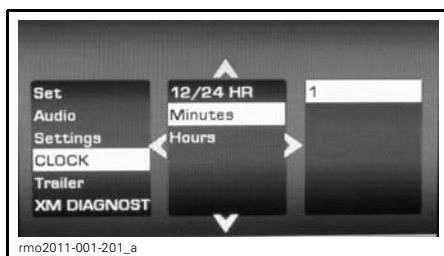 Set
Audio
Settings
CLOCK
Trailer
XM DIAGNOST
12/24 HR
Minutes
Hours
1
rmo2011-001-201_a